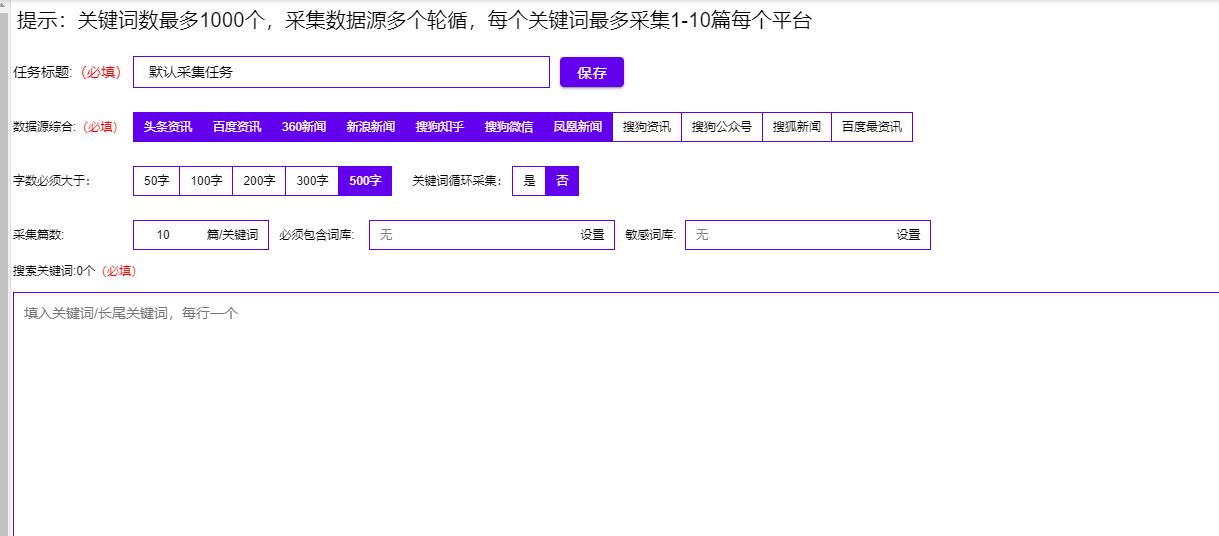 提示：关键词数最多1000个，采集数据源多个轮循，每个关键词最多采集1-10篇每个平台
任务标题:（必填） 默认采集任务 保存
数据源综合:（必填） 头条资讯 百度资讯 360新闻 新浪新闻 搜狗知乎 搜狗微信 凤凰新闻 搜狗资讯 搜狗公众号 搜狐新闻 百度最资讯
字数必须大于： 50字 100字 200字 300字 500字 关键词循环采集： 是 否
采集篇数: 10 篇/关键词 必须包含词库: 无 设置 敏感词库: 无 设置
搜索关键词:0个（必填）
填入关键词/长尾关键词，每行一个